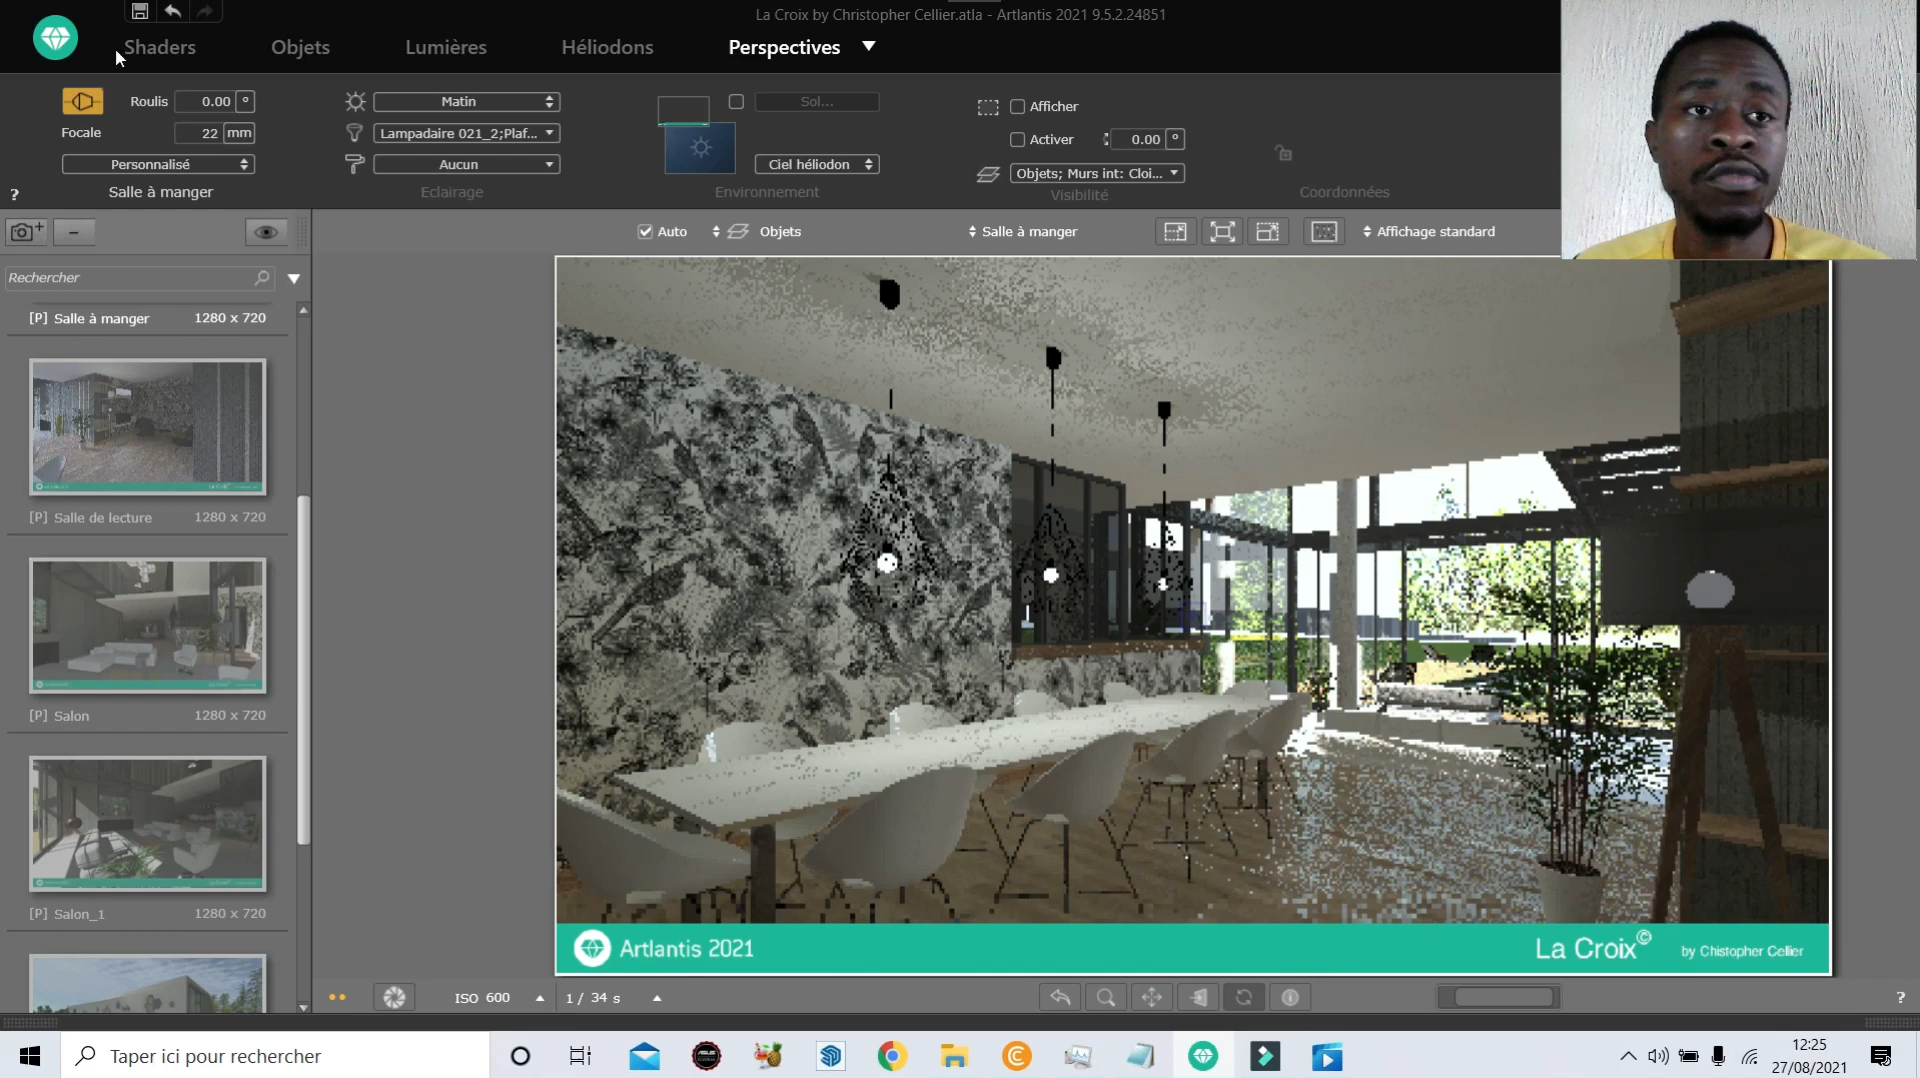 La Croix by Christopher Cellier.atla - Artlantis 2021 9.5.2.24851
Shaders
Objets
Lumières
Héliodons
Perspectives
Roulis 0.00 °
Focale 22 mm
Personnalisé
Salle à manger
?
Matin
Lampadaire 021_2;Plaf...
Aucun
Eclairage
Sol...
Ciel héliodon
Environnement
Afficher
Activer 0.00 °
Objets; Murs int: Cloi...
Visibilité
Coordonnées
Auto
Objets
Salle à manger
Affichage standard
Rechercher
[P] Salle à manger 1280 x 720
[P] Salle de lecture 1280 x 720
[P] Salon 1280 x 720
[P] Salon_1 1280 x 720
Artlantis 2021
La Croix©
by Chistopher Cellier
ISO 600
1 / 34 s
?
Taper ici pour rechercher
12:25
27/08/2021